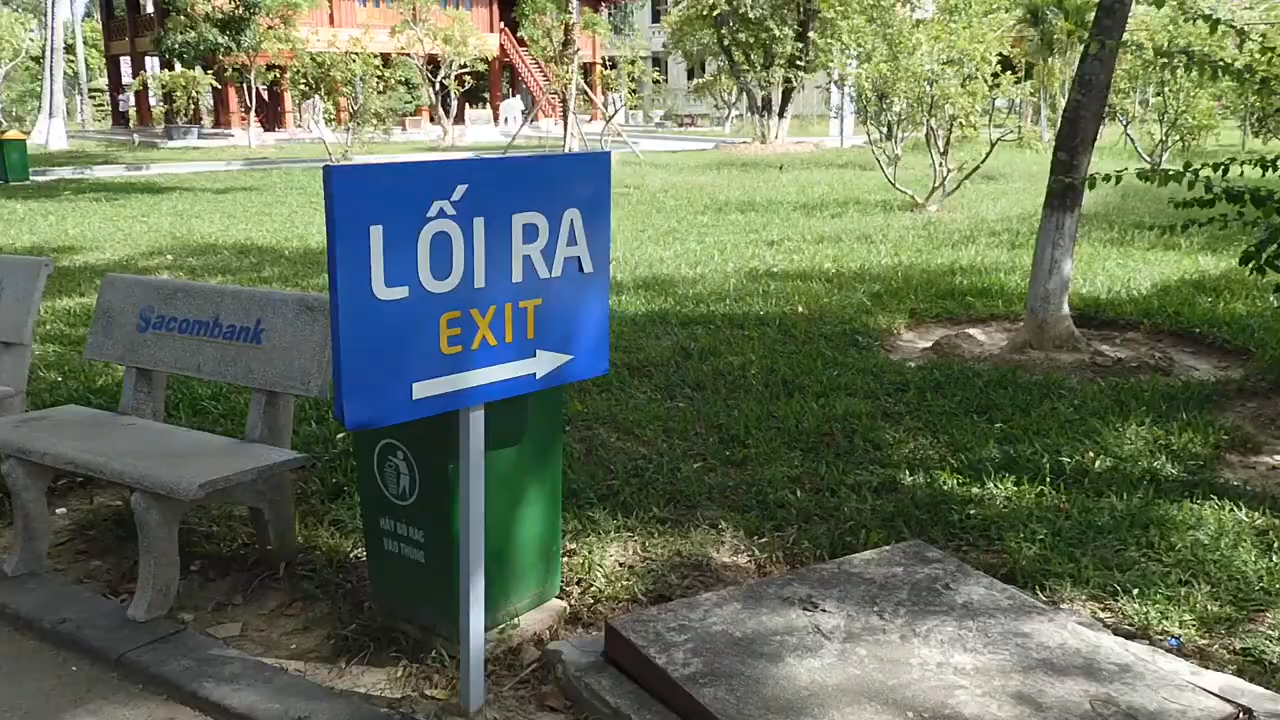 LỐI RA
EXIT
Sacombank
HÃY BỎ RÁC
VÀO THÙNG